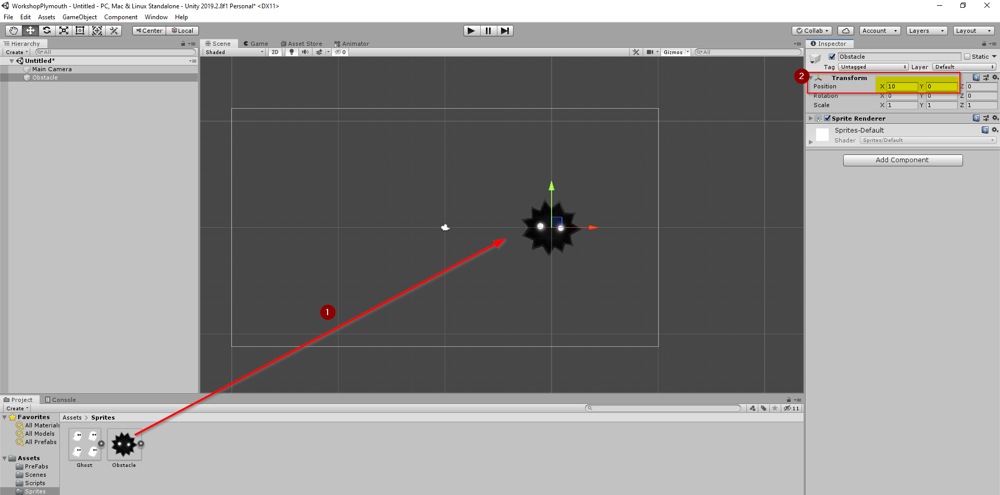 WorkshopPlymouth - Untitled - PC, Mac & Linux Standalone - Unity 2019.2.8f1 Personal* <DX11>
File Edit Assets GameObject Component Window Help
Center Local Collab Account Layers Layout
Hierarchy
Create All
Untitled*
Main Camera
Obstacle
Scene Game Asset Store Animator
Shaded 2D 0 Gizmos All
1
Inspector
Obstacle Static
Tag Untagged Layer Default
2
Transform
Position X 10 Y 0 Z 0
Rotation X 0 Y 0 Z 0
Scale X 1 Y 1 Z 1
Sprite Renderer
Sprites-Default
Shader Sprites/Default
Add Component
Project Console
Create 11
Favorites
All Materials
All Models
All Prefabs
Assets
PreFabs
Scenes
Scripts
Sprites
Assets > Sprites
Ghost Obstacle